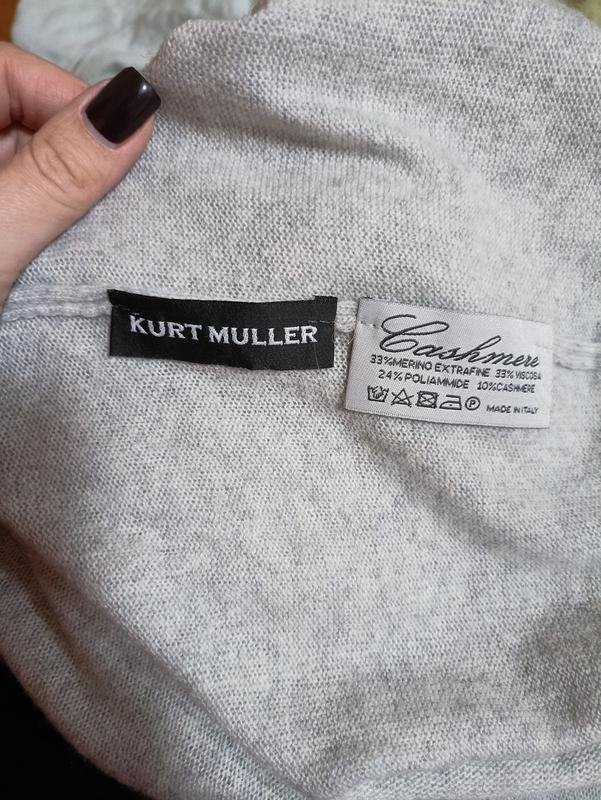 KURT MULLER
Cashmere
33%MERINO EXTRAFINE 33% VISCOSA
24% POLIAMMIDE 10%CASHMERE
P MADE IN ITALY